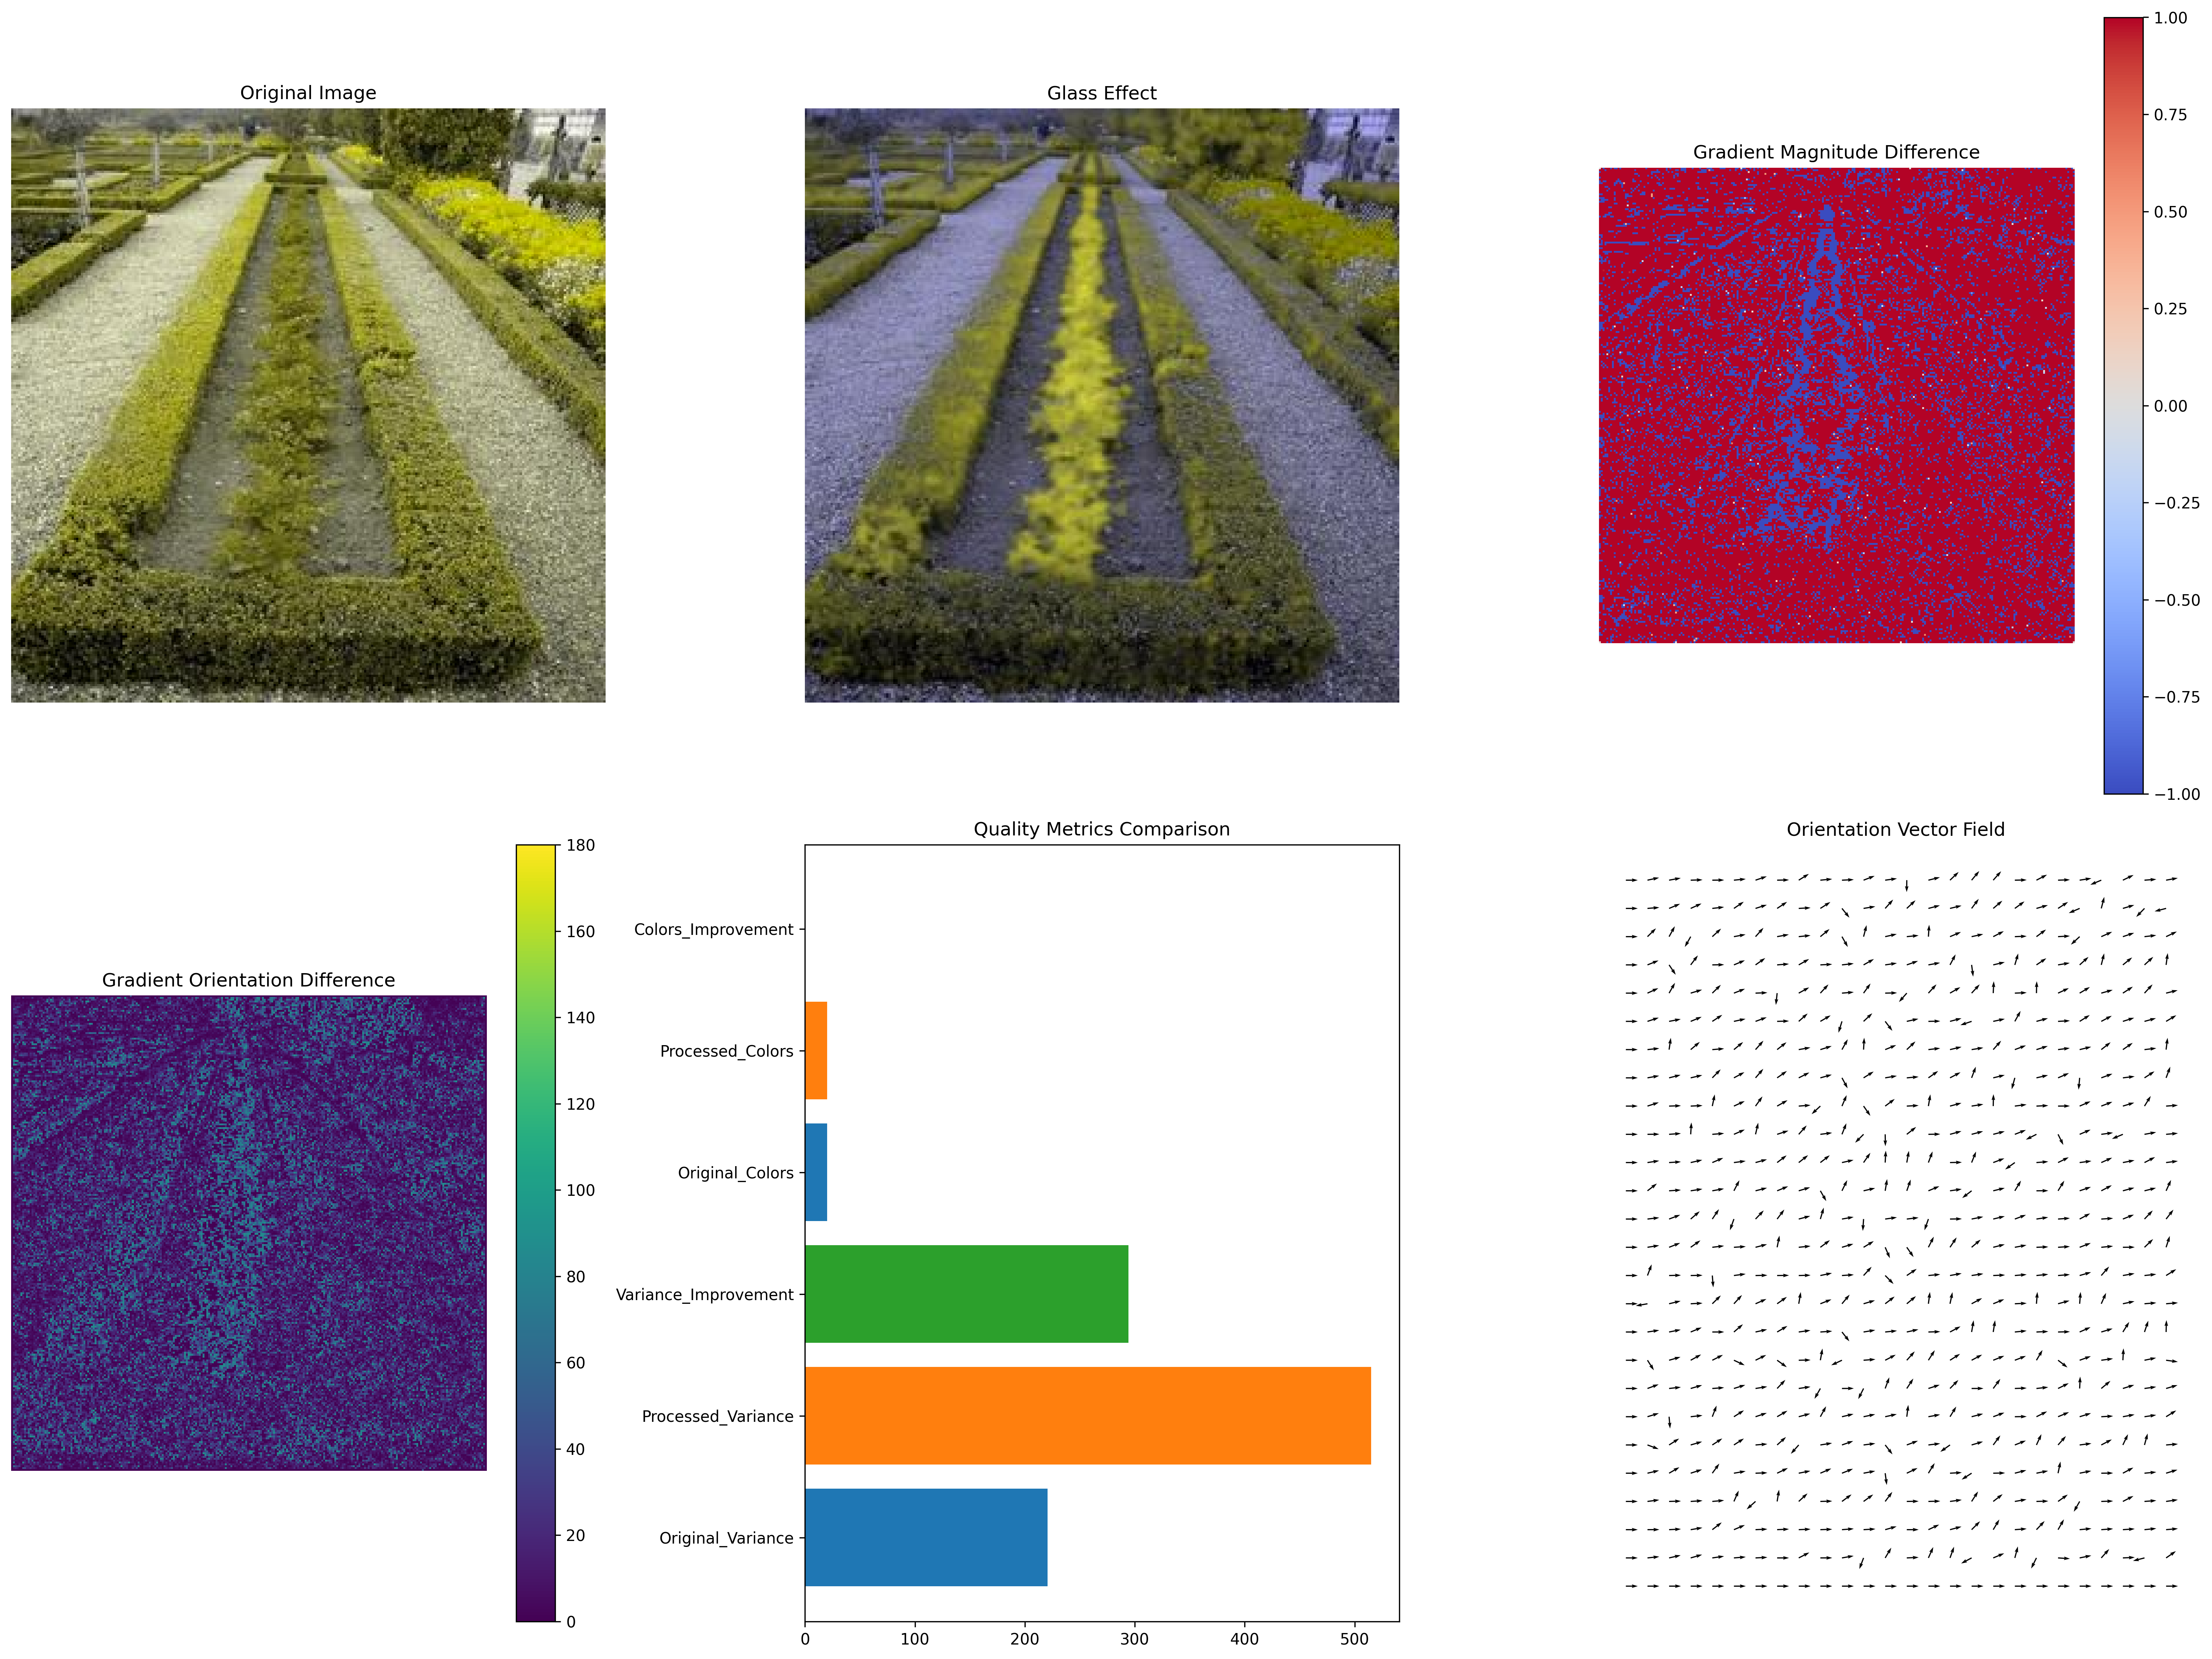 Original Image
Glass Effect
Gradient Magnitude Difference
1.00
0.75
0.50
0.25
0.00
−0.25
−0.50
−0.75
−1.00
Gradient Orientation Difference
180
160
140
120
100
80
60
40
20
0
Quality Metrics Comparison
Colors_Improvement
Processed_Colors
Original_Colors
Variance_Improvement
Processed_Variance
Original_Variance
0 100 200 300 400 500
Orientation Vector Field